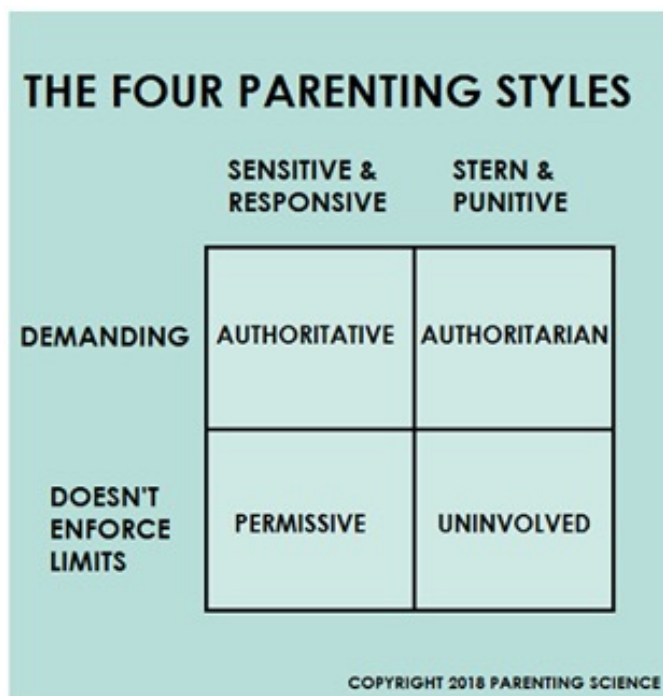 THE FOUR PARENTING STYLES
SENSITIVE &
RESPONSIVE
STERN &
PUNITIVE
DEMANDING
AUTHORITATIVE
AUTHORITARIAN
DOESN'T
ENFORCE
LIMITS
PERMISSIVE
UNINVOLVED
COPYRIGHT 2018 PARENTING SCIENCE